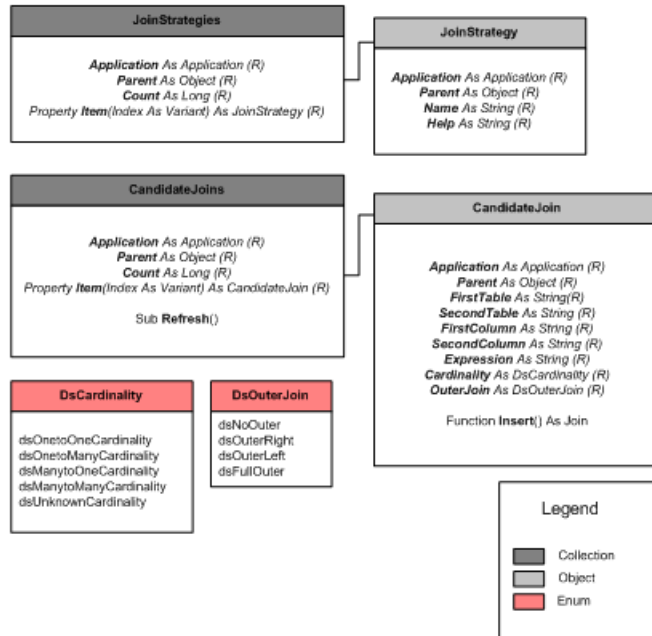 JoinStrategies
Application As Application (R)
Parent As Object (R)
Count As Long (R)
Property Item(Index As Variant) As JoinStrategy (R)
JoinStrategy
Application As Application (R)
Parent As Object (R)
Name As String (R)
Help As String (R)
CandidateJoins
Application As Application (R)
Parent As Object (R)
Count As Long (R)
Property Item(Index As Variant) As CandidateJoin (R)
Sub Refresh()
CandidateJoin
Application As Application (R)
Parent As Object (R)
FirstTable As String(R)
SecondTable As String (R)
FirstColumn As String (R)
SecondColumn As String (R)
Expression As String (R)
Cardinality As DsCardinality (R)
OuterJoin As DsOuterJoin (R)
Function Insert() As Join
DsCardinality
dsOnetoOneCardinality
dsOnetoManyCardinality
dsManytoOneCardinality
dsManytoManyCardinality
dsUnknownCardinality
DsOuterJoin
dsNoOuter
dsOuterRight
dsOuterLeft
dsFullOuter
Legend
Collection
Object
Enum